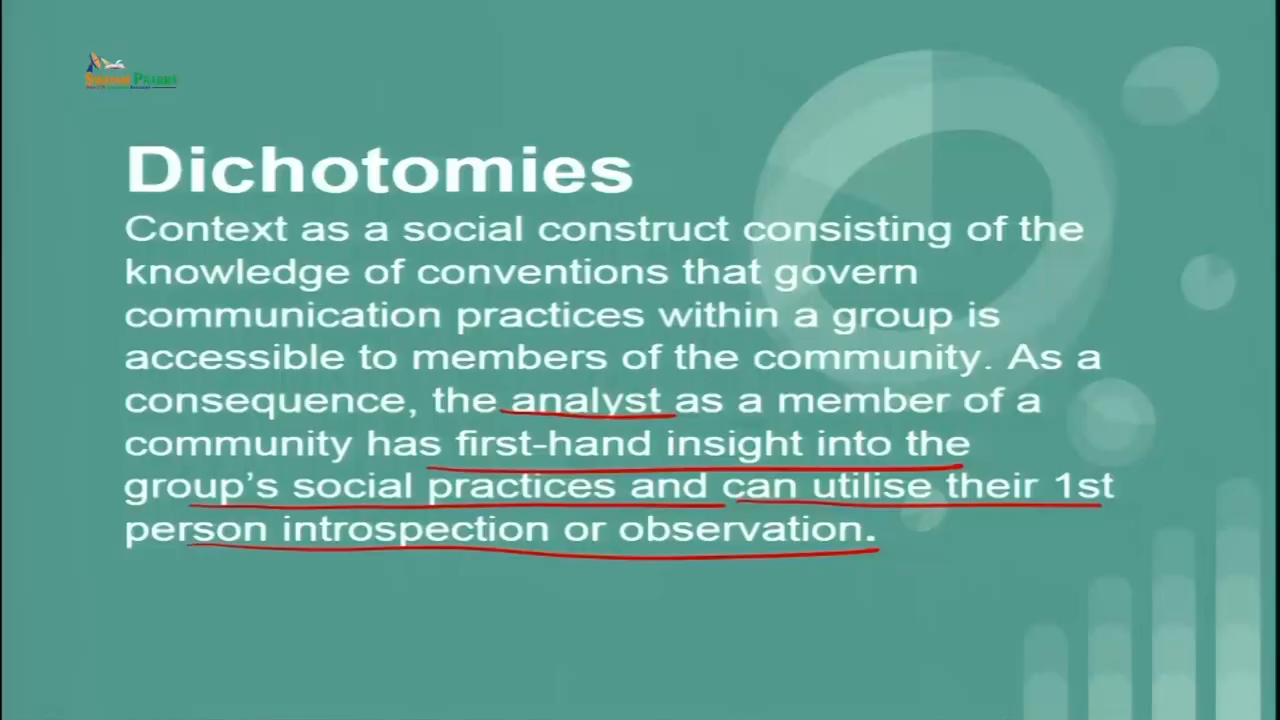 SWAYAM PRABHA
Dichotomies
Context as a social construct consisting of the
knowledge of conventions that govern
communication practices within a group is
accessible to members of the community. As a
consequence, the analyst as a member of a
community has first-hand insight into the
group's social practices and can utilise their 1st
person introspection or observation.